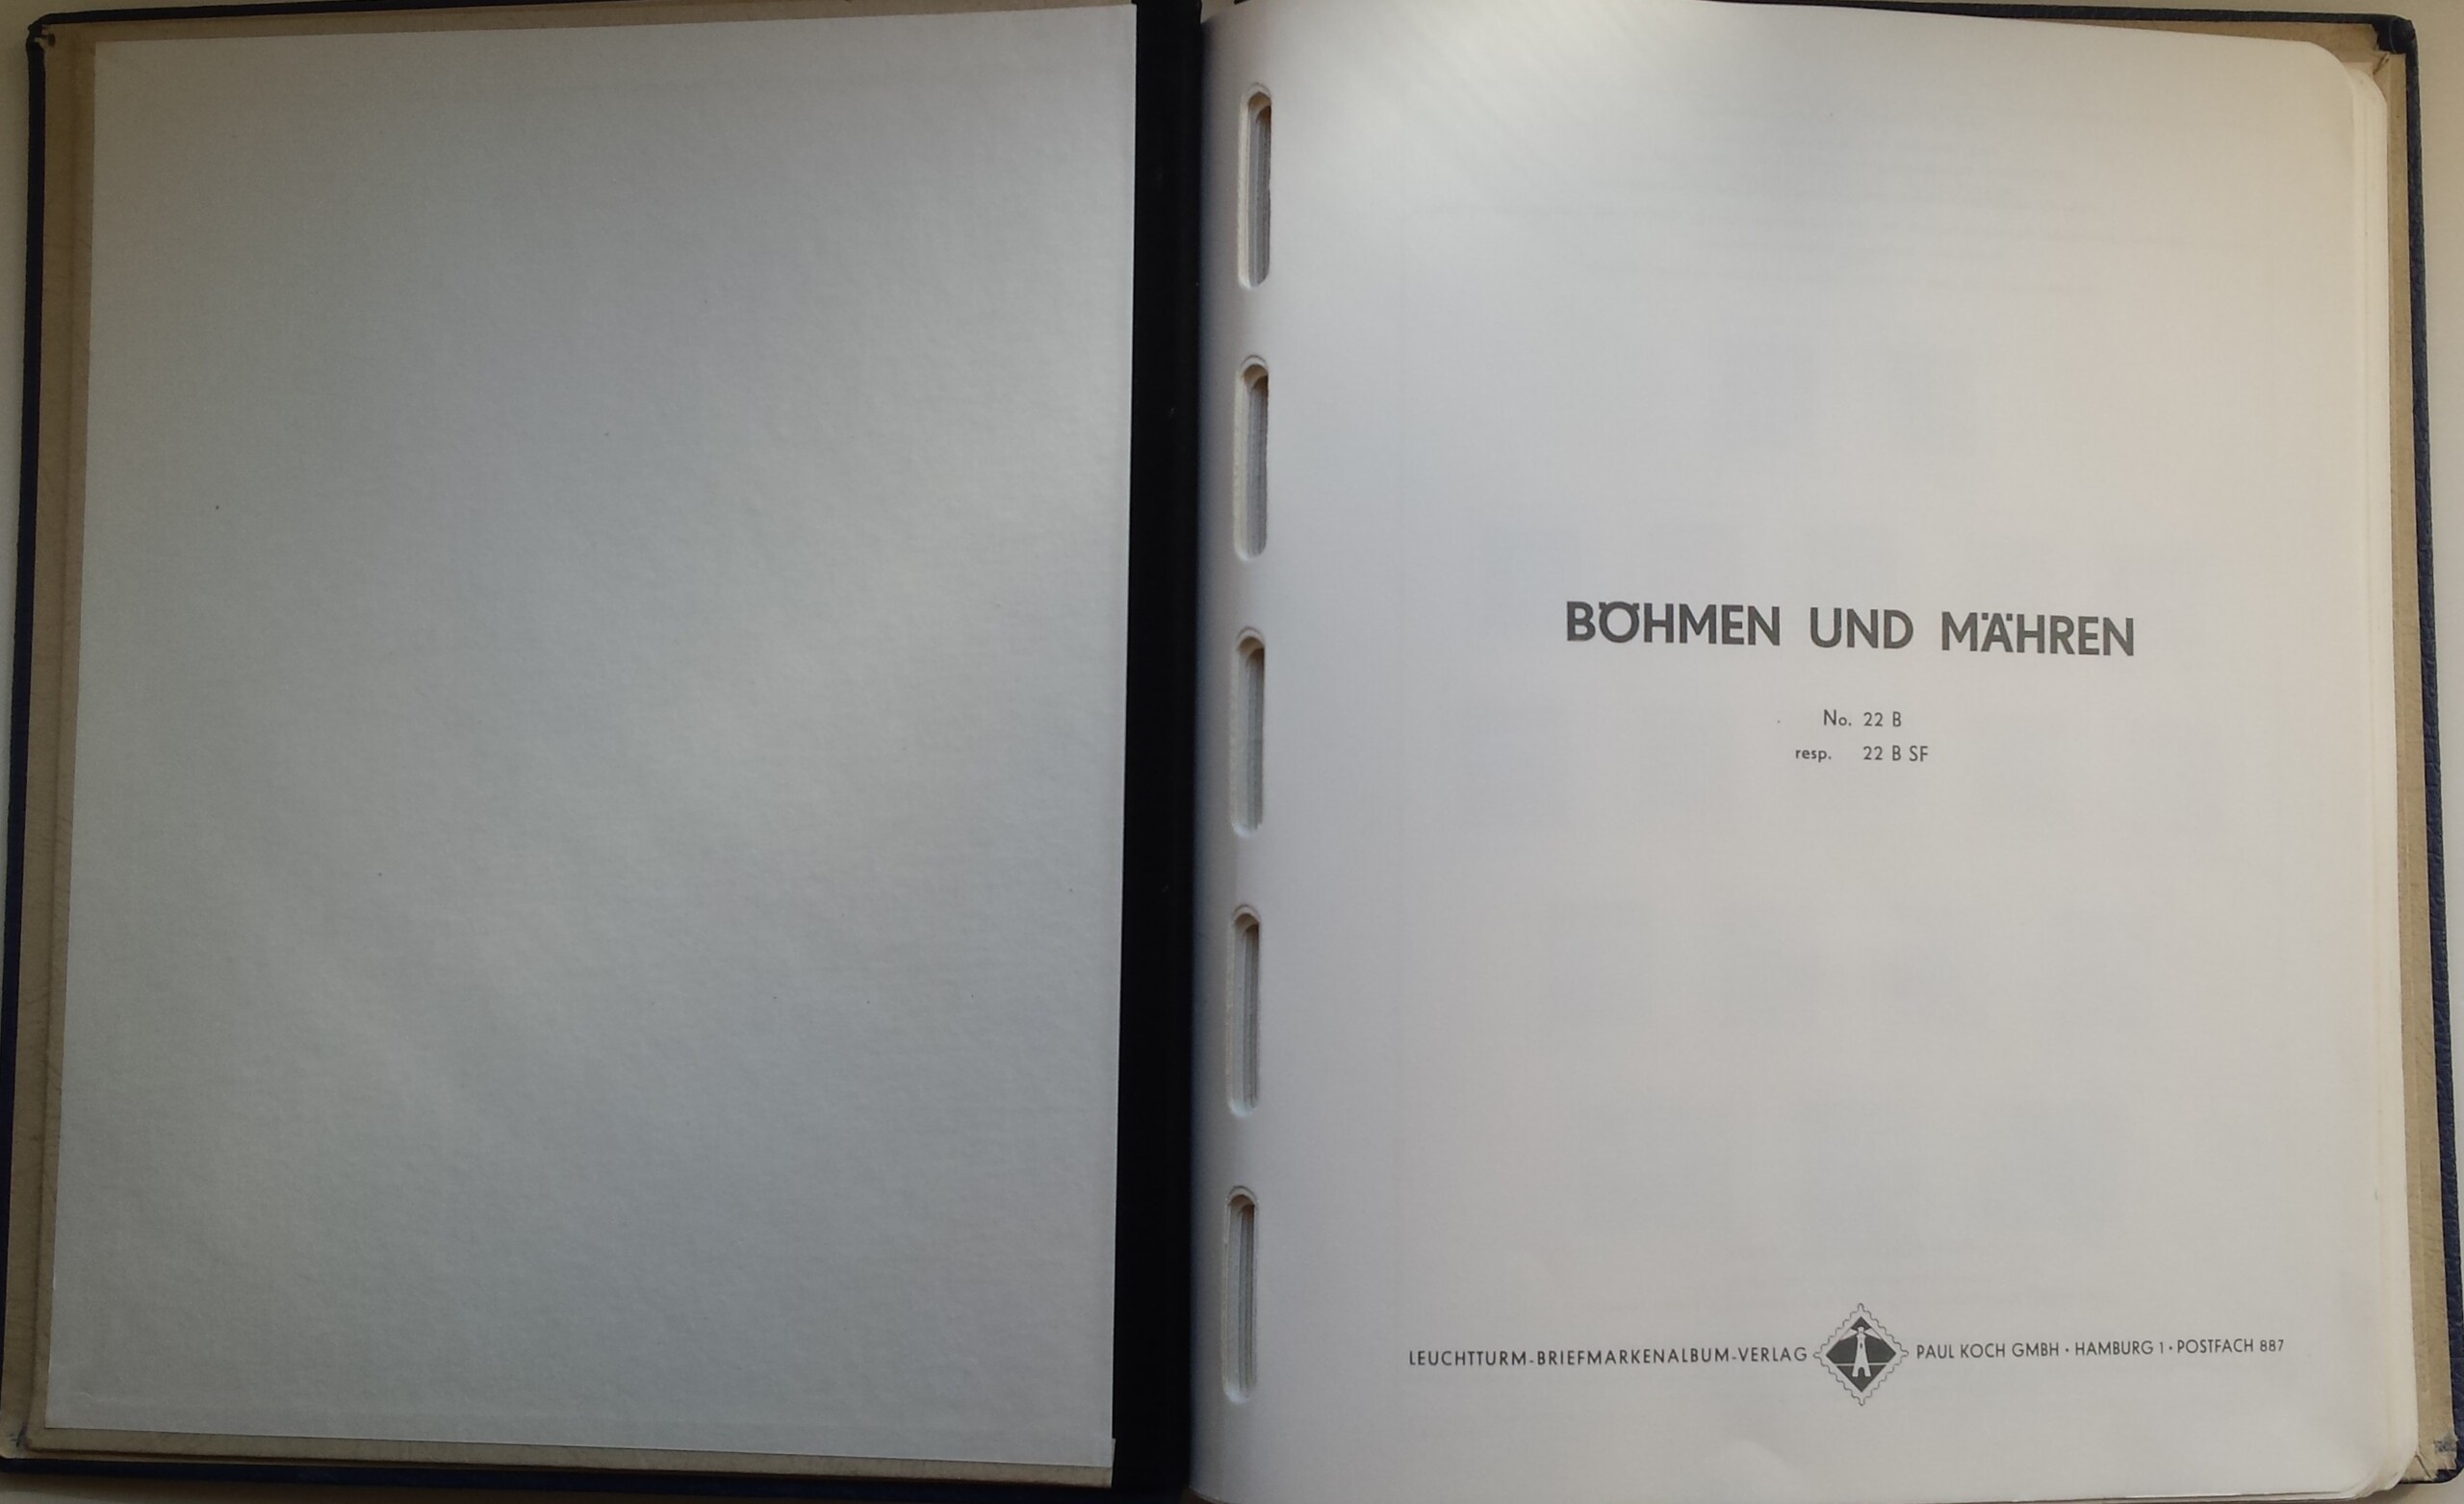 BÖHMEN UND MÄHREN
No. 22 B
resp. 22 B SF
LEUCHTTURM-BRIEFMARKENALBUM-VERLAG PAUL KOCH GMBH · HAMBURG 1 · POSTFACH 887